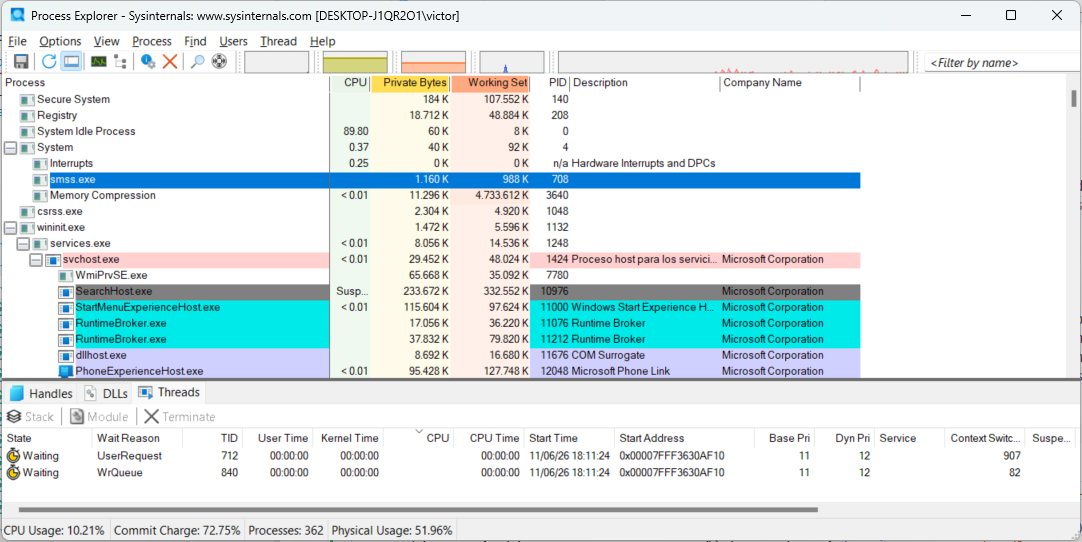 Process Explorer - Sysinternals: www.sysinternals.com [DESKTOP-J1QR2O1\victor]
File Options View Process Find Users Thread Help
<Filter by name>
Process CPU Private Bytes Working Set PID Description Company Name
Secure System 184 K 107.552 K 140
Registry 18.712 K 48.884 K 208
System Idle Process 89.80 60 K 8 K 0
System 0.37 40 K 92 K 4
Interrupts 0.25 0 K 0 K n/a Hardware Interrupts and DPCs
smss.exe 1.160 K 988 K 708
Memory Compression < 0.01 11.296 K 4.733.612 K 3640
csrss.exe 2.304 K 4.920 K 1048
wininit.exe 1.472 K 5.596 K 1132
services.exe < 0.01 8.056 K 14.536 K 1248
svchost.exe < 0.01 29.452 K 48.024 K 1424 Proceso host para los servici... Microsoft Corporation
WmiPrvSE.exe 65.668 K 35.092 K 7780
SearchHost.exe Susp... 233.672 K 332.552 K 10976 Microsoft Corporation
StartMenuExperienceHost.exe < 0.01 115.604 K 97.624 K 11000 Windows Start Experience H... Microsoft Corporation
RuntimeBroker.exe 17.056 K 36.220 K 11076 Runtime Broker Microsoft Corporation
RuntimeBroker.exe 37.832 K 79.820 K 11212 Runtime Broker Microsoft Corporation
dllhost.exe 8.692 K 16.680 K 11676 COM Surrogate Microsoft Corporation
PhoneExperienceHost.exe < 0.01 95.428 K 127.748 K 12048 Microsoft Phone Link Microsoft Corporation
Handles DLLs Threads
Stack Module Terminate
State Wait Reason TID User Time Kernel Time CPU CPU Time Start Time Start Address Base Pri Dyn Pri Service Context Switc... Suspe...
Waiting UserRequest 712 00:00:00 00:00:00 00:00:00 11/06/26 18:11:24 0x00007FFF3630AF10 11 12 907
Waiting WrQueue 840 00:00:00 00:00:00 00:00:00 11/06/26 18:11:24 0x00007FFF3630AF10 11 12 82
CPU Usage: 10.21% Commit Charge: 72.75% Processes: 362 Physical Usage: 51.96%